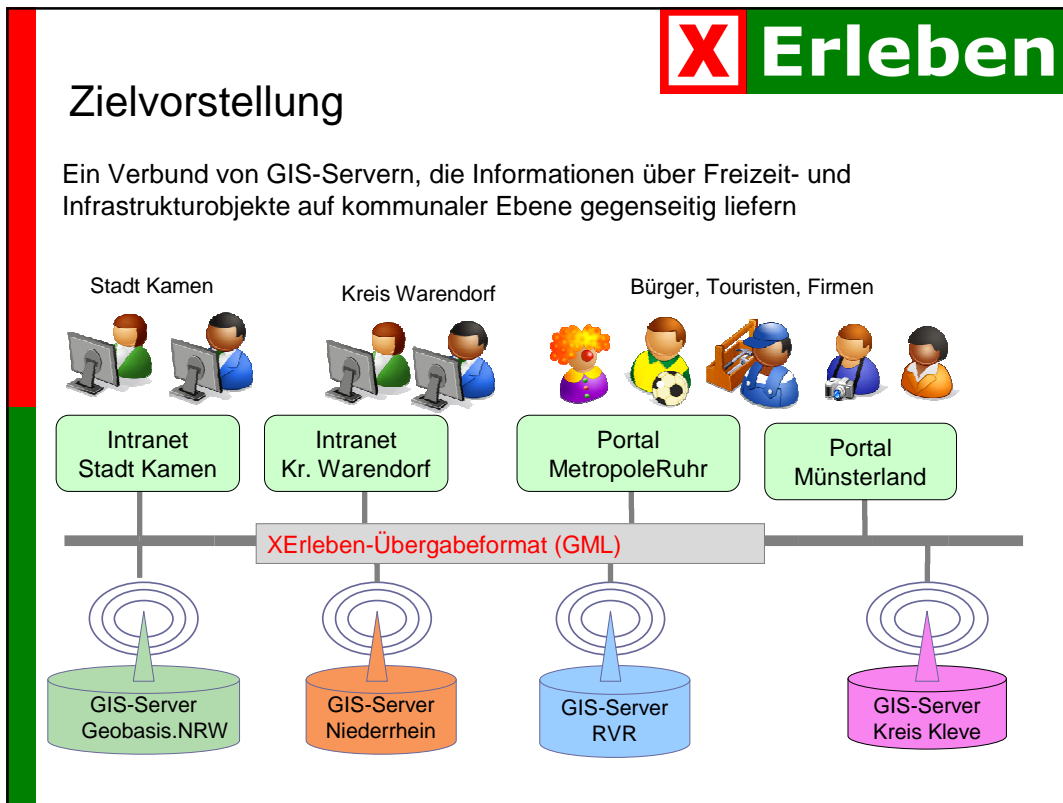 X Erleben
Zielvorstellung
Ein Verbund von GIS-Servern, die Informationen über Freizeit- und
Infrastrukturobjekte auf kommunaler Ebene gegenseitig liefern
Stadt Kamen
Kreis Warendorf
Bürger, Touristen, Firmen
Intranet
Stadt Kamen
Intranet
Kr. Warendorf
Portal
MetropoleRuhr
Portal
Münsterland
XErleben-Übergabeformat (GML)
GIS-Server
Geobasis.NRW
GIS-Server
Niederrhein
GIS-Server
RVR
GIS-Server
Kreis Kleve